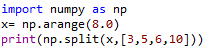 import numpy as np
x= np.arange(8.0)
print(np.split(x,[3,5,6,10]))